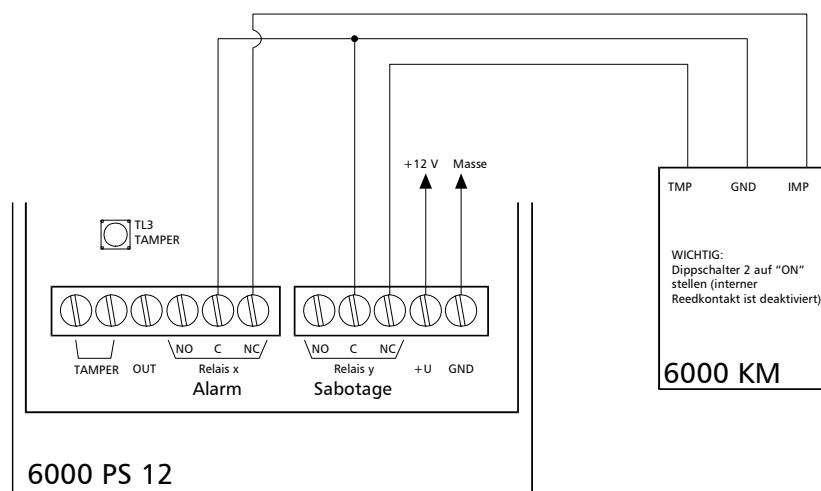 +12 V Masse
TMP GND IMP
TL3
TAMPER
WICHTIG:
Dippschalter 2 auf "ON"
stellen (interner
Reedkontakt ist deaktiviert)
NO C NC NO C NC
TAMPER OUT Relais x Relais y +U GND
Alarm Sabotage
6000 KM
6000 PS 12